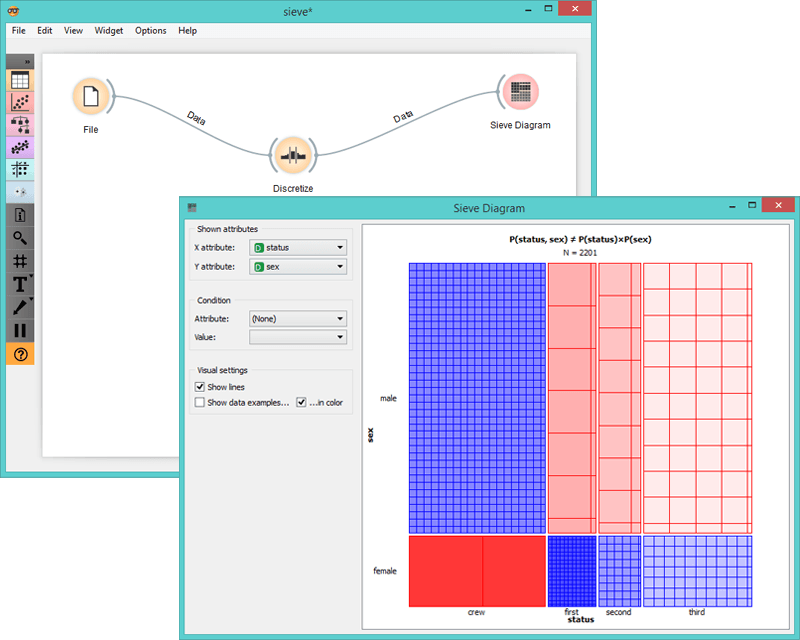 sieve*
File Edit View Widget Options Help
»
Data
Data
File
Sieve Diagram
Discretize
Sieve Diagram
Shown attributes
X attribute: D status
Y attribute: D sex
Condition
Attribute: (None)
Value:
Visual settings
Show lines
Show data examples... ...in color
P(status, sex) ≠ P(status)×P(sex)
N = 2201
male
sex
female
crew first second third
status